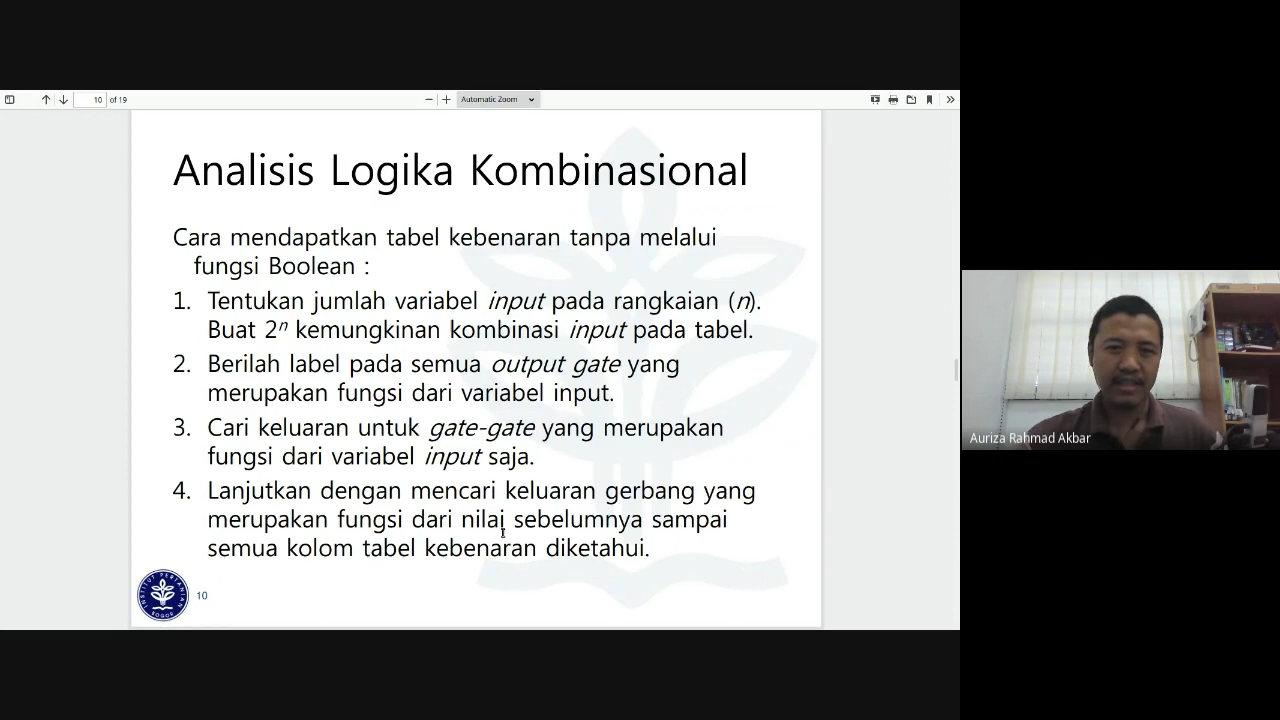 10 of 19
Automatic Zoom
Analisis Logika Kombinasional
Cara mendapatkan tabel kebenaran tanpa melalui
fungsi Boolean :
1. Tentukan jumlah variabel input pada rangkaian (n).
Buat 2ⁿ kemungkinan kombinasi input pada tabel.
2. Berilah label pada semua output gate yang
merupakan fungsi dari variabel input.
3. Cari keluaran untuk gate-gate yang merupakan
fungsi dari variabel input saja.
4. Lanjutkan dengan mencari keluaran gerbang yang
merupakan fungsi dari nilai sebelumnya sampai
semua kolom tabel kebenaran diketahui.
INSTITUT PERTANIAN
BOGOR
10
Auriza Rahmad Akbar